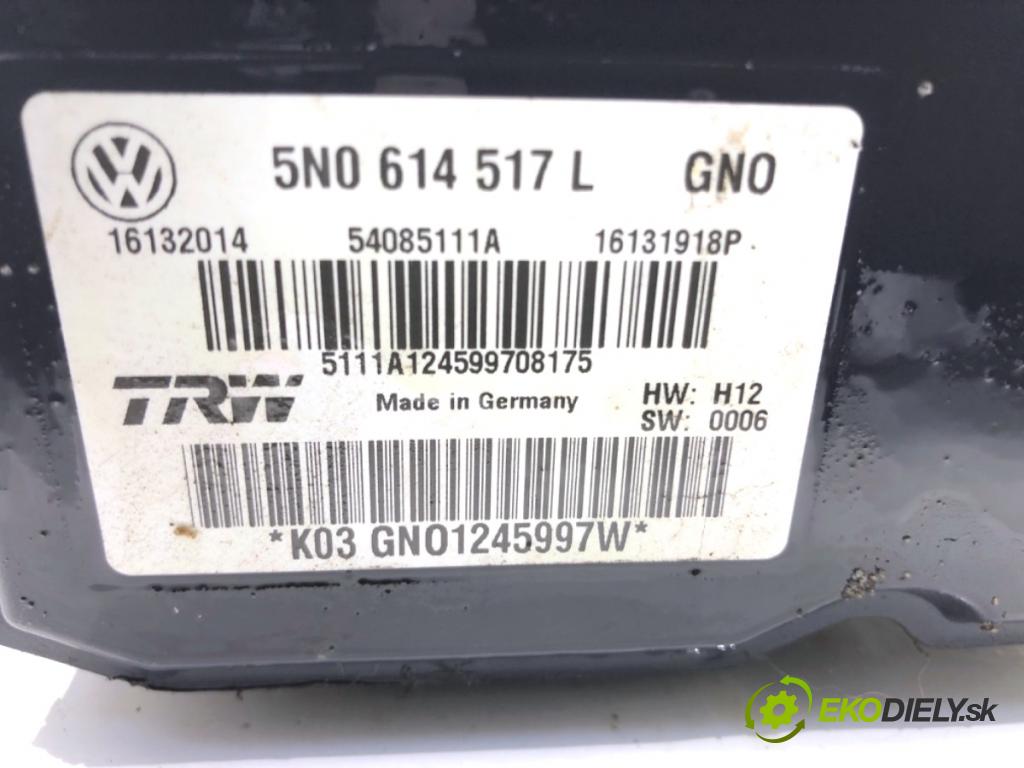 5N0 614 517 L GNO
16132014 54085111A 16131918P
5111A124599708175
TRW Made in Germany HW: H12
SW: 0006
*K03 GNO1245997W*
EKODIELY.sk